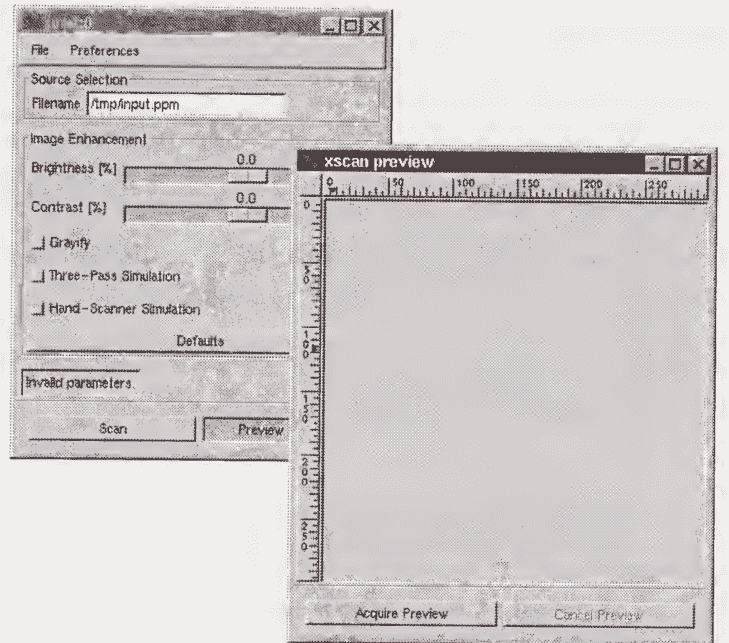 File Preferences
Source Selection
Filename /tmp/input.ppm
Image Enhancement
Brightness [%] 0.0
Contrast [%] 0.0
Grayify
Three-Pass Simulation
Hand-Scanner Simulation
Defaults
Invalid parameters.
Scan Preview
xscan preview
0 50 100 150 200 250
0
50
100
150
200
250
Acquire Preview Cancel Preview